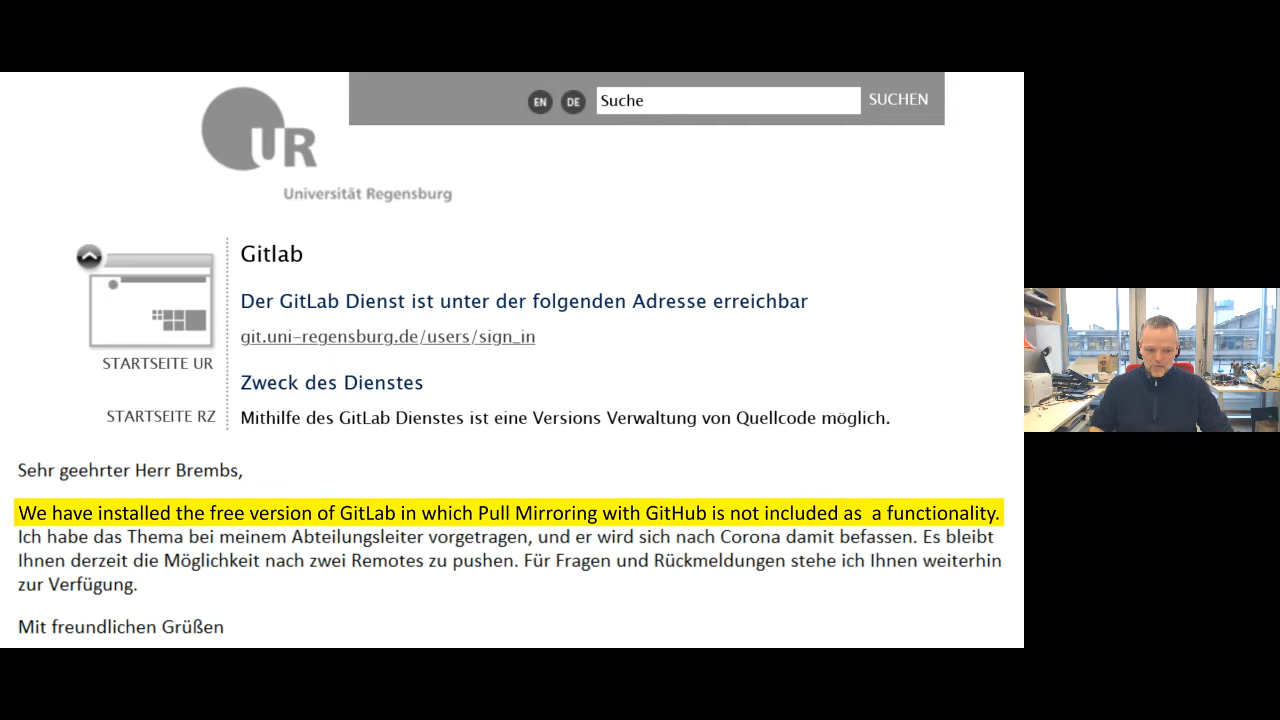 EN DE Suche SUCHEN
UR
Universität Regensburg
Gitlab
Der GitLab Dienst ist unter der folgenden Adresse erreichbar
git.uni-regensburg.de/users/sign_in
STARTSEITE UR
Zweck des Dienstes
STARTSEITE RZ
Mithilfe des GitLab Dienstes ist eine Versions Verwaltung von Quellcode möglich.
Sehr geehrter Herr Brembs,
We have installed the free version of GitLab in which Pull Mirroring with GitHub is not included as a functionality.
Ich habe das Thema bei meinem Abteilungsleiter vorgetragen, und er wird sich nach Corona damit befassen. Es bleibt
Ihnen derzeit die Möglichkeit nach zwei Remotes zu pushen. Für Fragen und Rückmeldungen stehe ich Ihnen weiterhin
zur Verfügung.
Mit freundlichen Grüßen